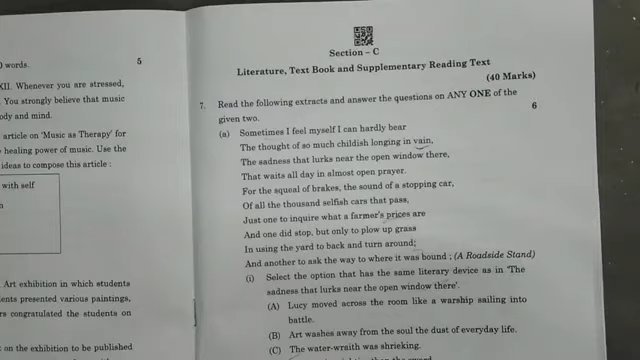 0 words.
5
XII. Whenever you are stressed,
You strongly believe that music
body and mind.
article on 'Music as Therapy' for
healing power of music. Use the
ideas to compose this article :
with self
Art exhibition in which students
presented various paintings,
congratulated the students on
on the exhibition to be published
Section – C
Literature, Text Book and Supplementary Reading Text
(40 Marks)
7. Read the following extracts and answer the questions on ANY ONE of the
given two.
6
(a) Sometimes I feel myself I can hardly bear
The thought of so much childish longing in vain,
The sadness that lurks near the open window there,
That waits all day in almost open prayer.
For the squeal of brakes, the sound of a stopping car,
Of all the thousand selfish cars that pass,
Just one to inquire what a farmer's prices are
And one did stop, but only to plow up grass
In using the yard to back and turn around;
And another to ask the way to where it was bound ; (A Roadside Stand)
(i) Select the option that has the same literary device as in 'The
sadness that lurks near the open window there'.
(A) Lucy moved across the room like a warship sailing into
battle.
(B) Art washes away from the soul the dust of everyday life.
(C) The water-wraith was shrieking.